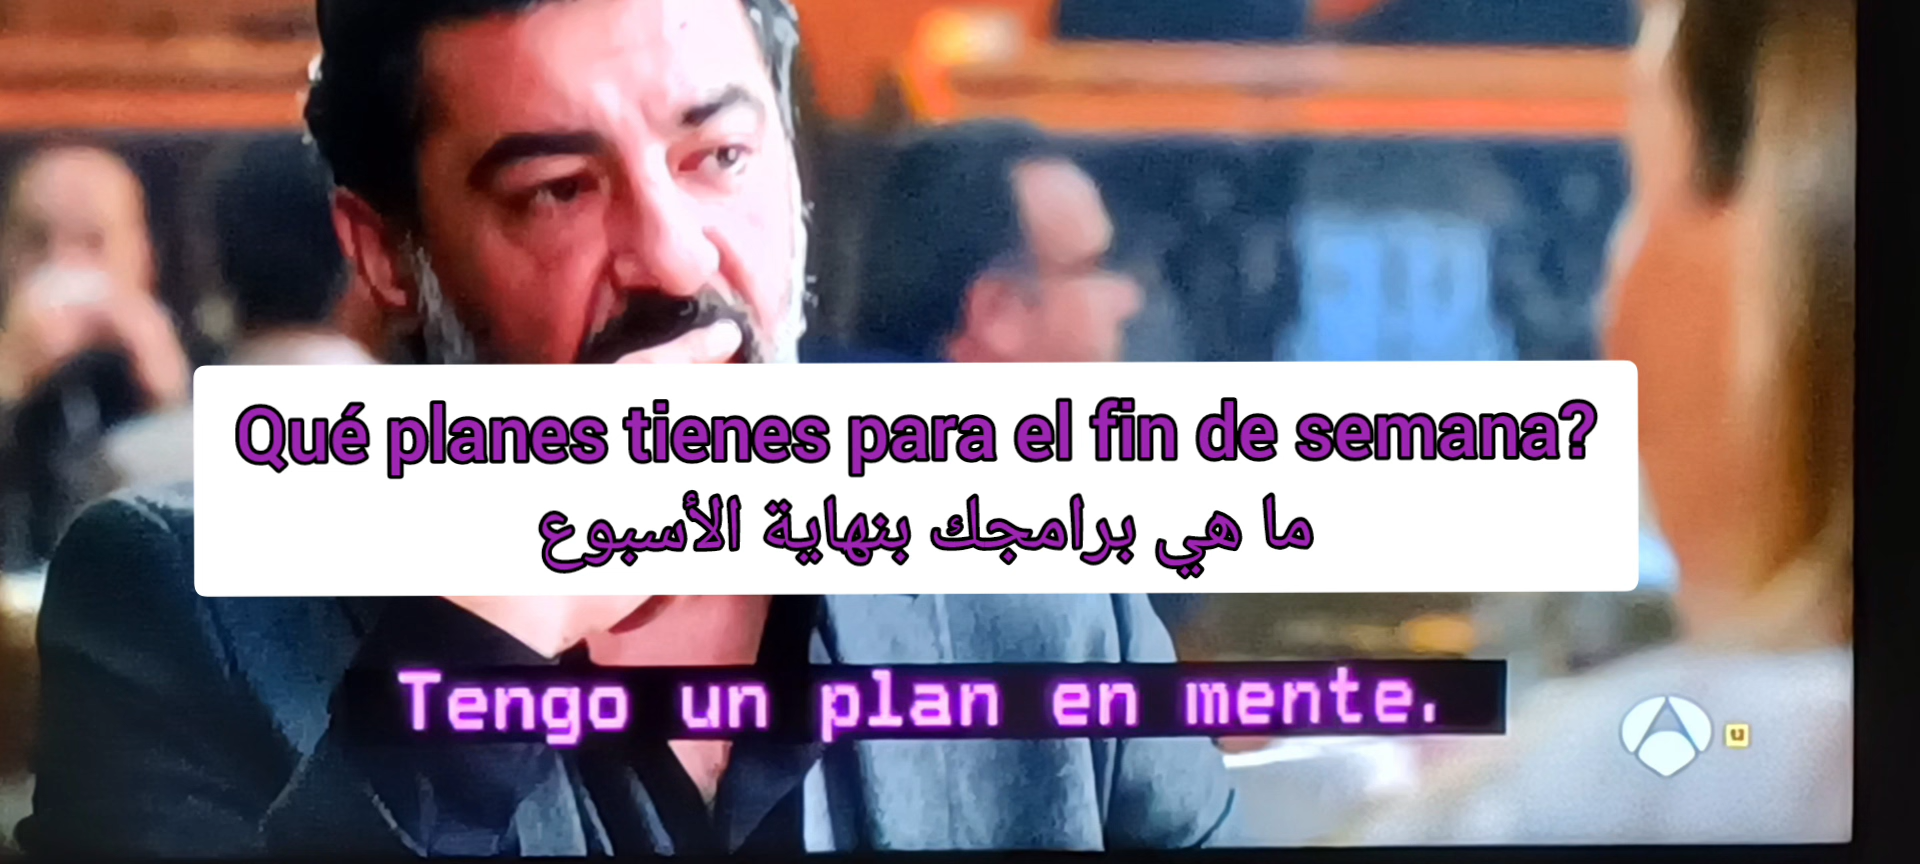 Qué planes tienes para el fin de semana?
ما هي برامجك بنهاية الأسبوع
Tengo un plan en mente.